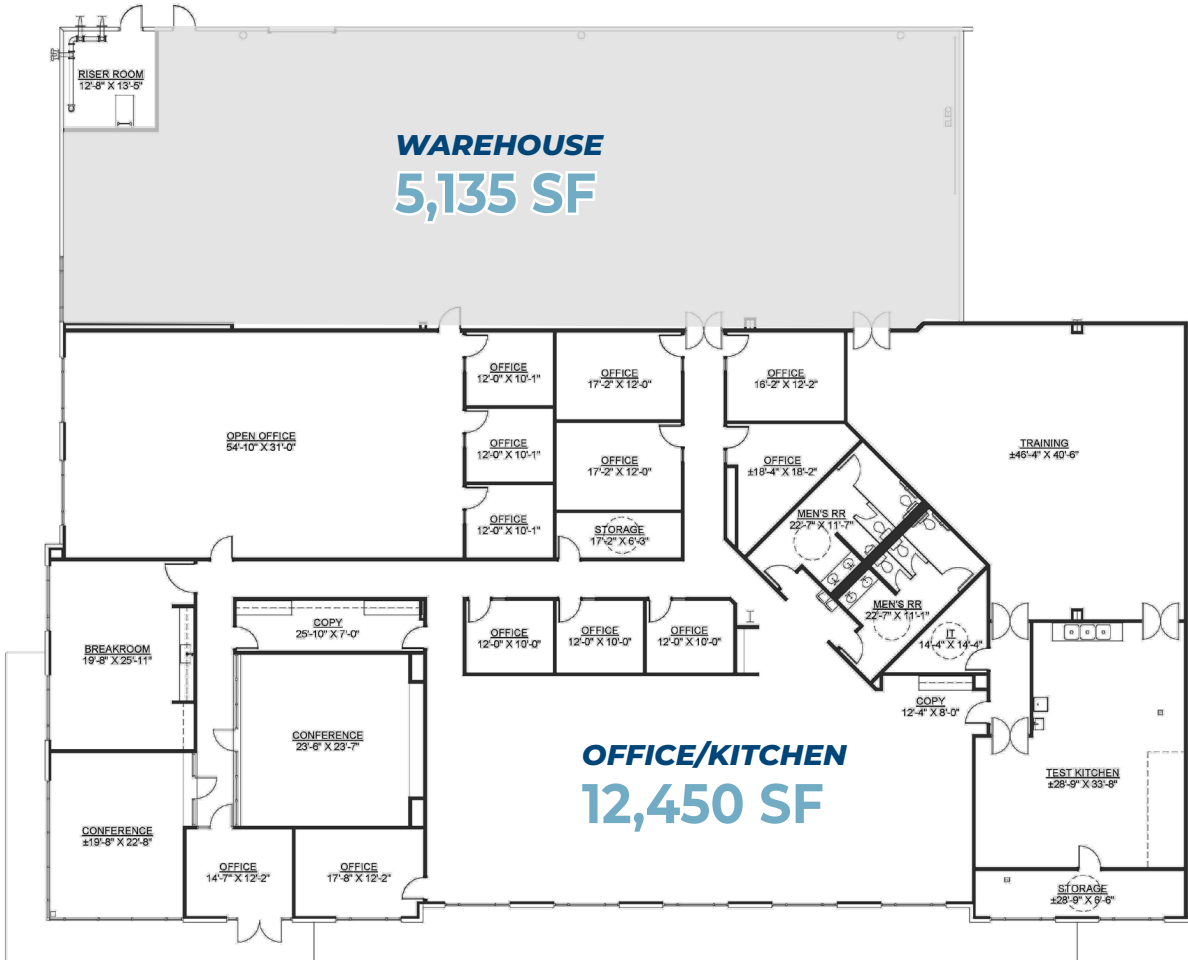 RISER ROOM
12'-8" X 13'-5"
WAREHOUSE
5,135 SF
ELEC
OFFICE
12'-0" X 10'-1"
OFFICE
17'-2" X 12'-0"
OFFICE
16'-2" X 12'-2"
OPEN OFFICE
54'-10" X 31'-0"
OFFICE
12'-0" X 10'-1"
OFFICE
17'-2" X 12'-0"
OFFICE
±18'-4" X 18'-2"
TRAINING
±46'-4" X 40'-6"
OFFICE
12'-0" X 10'-1"
STORAGE
17'-2" X 6'-3"
MEN'S RR
22'-7" X 11'-7"
MEN'S RR
22'-7" X 11'-1"
COPY
25'-10" X 7'-0"
OFFICE
12'-0" X 10'-0"
OFFICE
12'-0" X 10'-0"
OFFICE
12'-0" X 10'-0"
IT
14'-4" X 14'-4"
BREAKROOM
19'-8" X 25'-11"
COPY
12'-4" X 8'-0"
CONFERENCE
23'-6" X 23'-7"
OFFICE/KITCHEN
12,450 SF
TEST KITCHEN
±28'-9" X 33'-8"
CONFERENCE
±19'-8" X 22'-8"
OFFICE
14'-7" X 12'-2"
OFFICE
17'-8" X 12'-2"
STORAGE
±28'-9" X 6'-6"